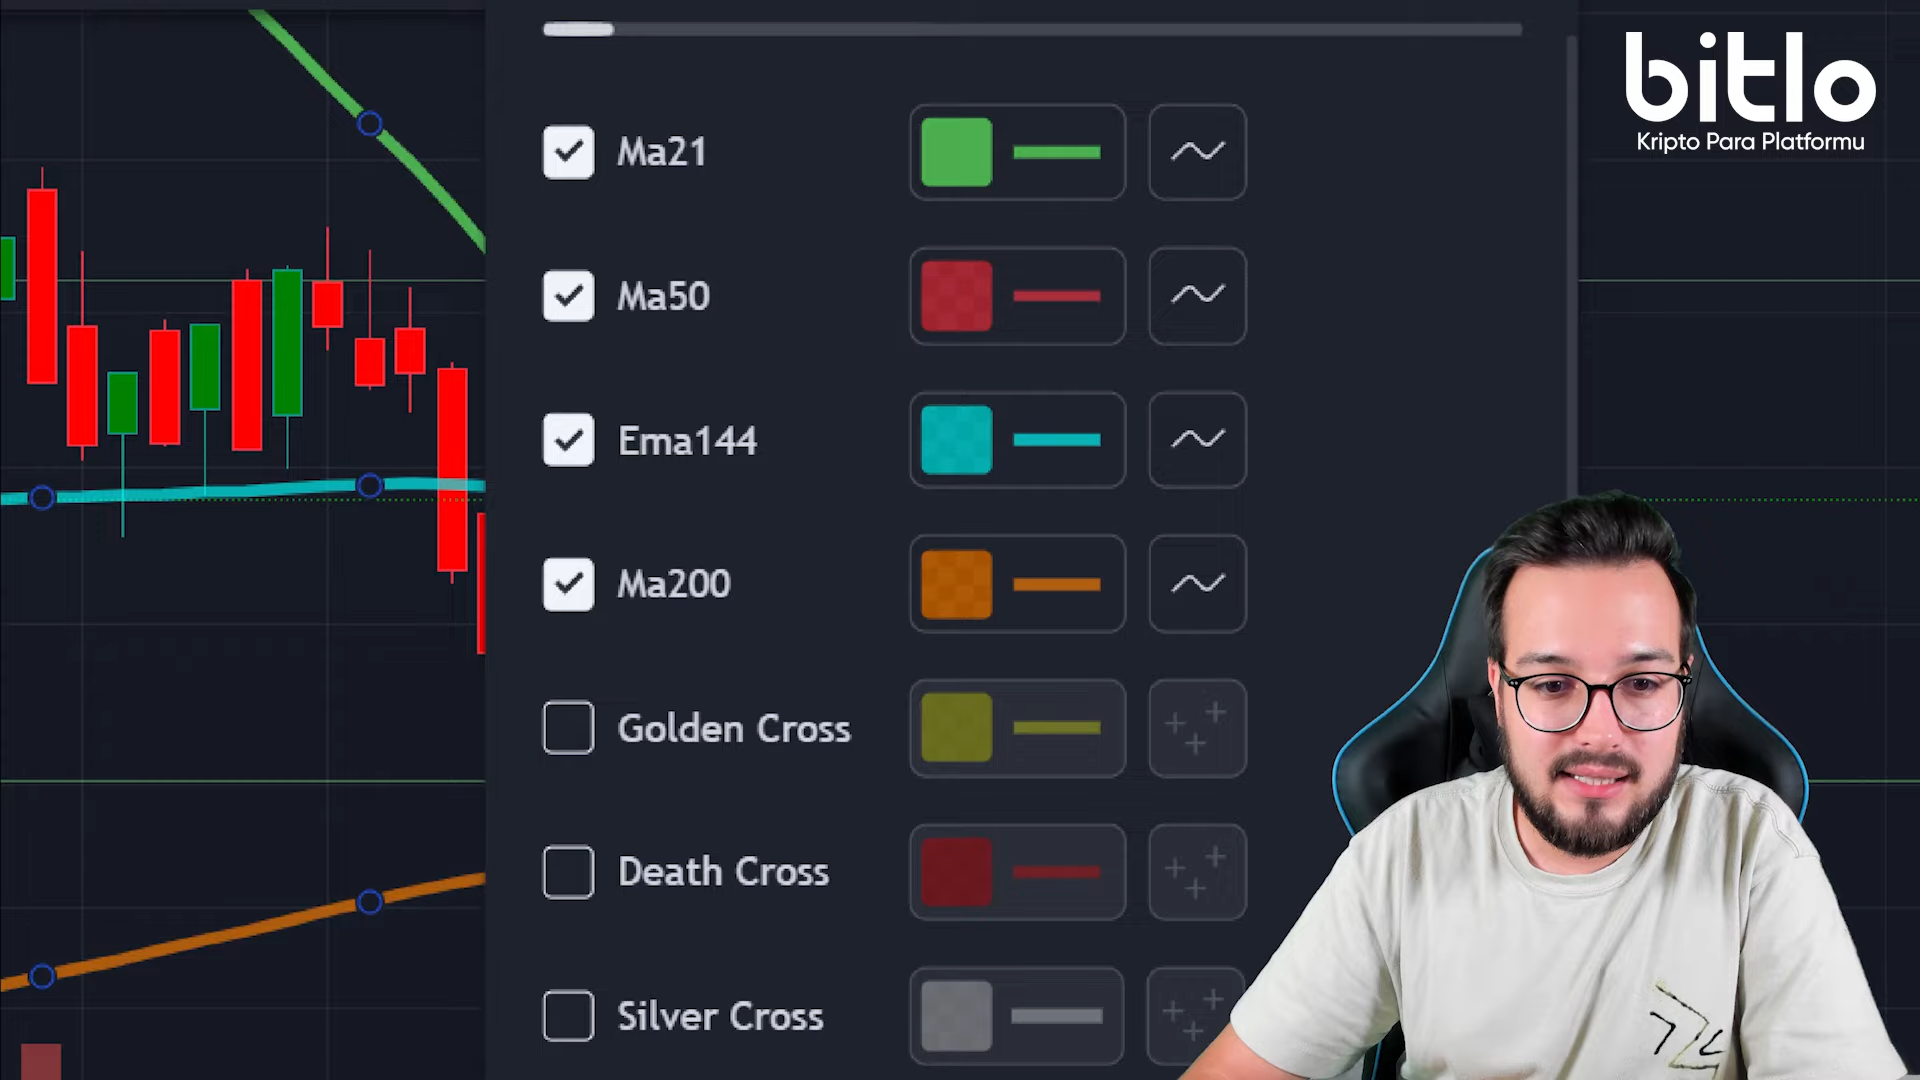 bitlo
Kripto Para Platformu
Ma21
Ma50
Ema144
Ma200
Golden Cross
Death Cross
Silver Cross